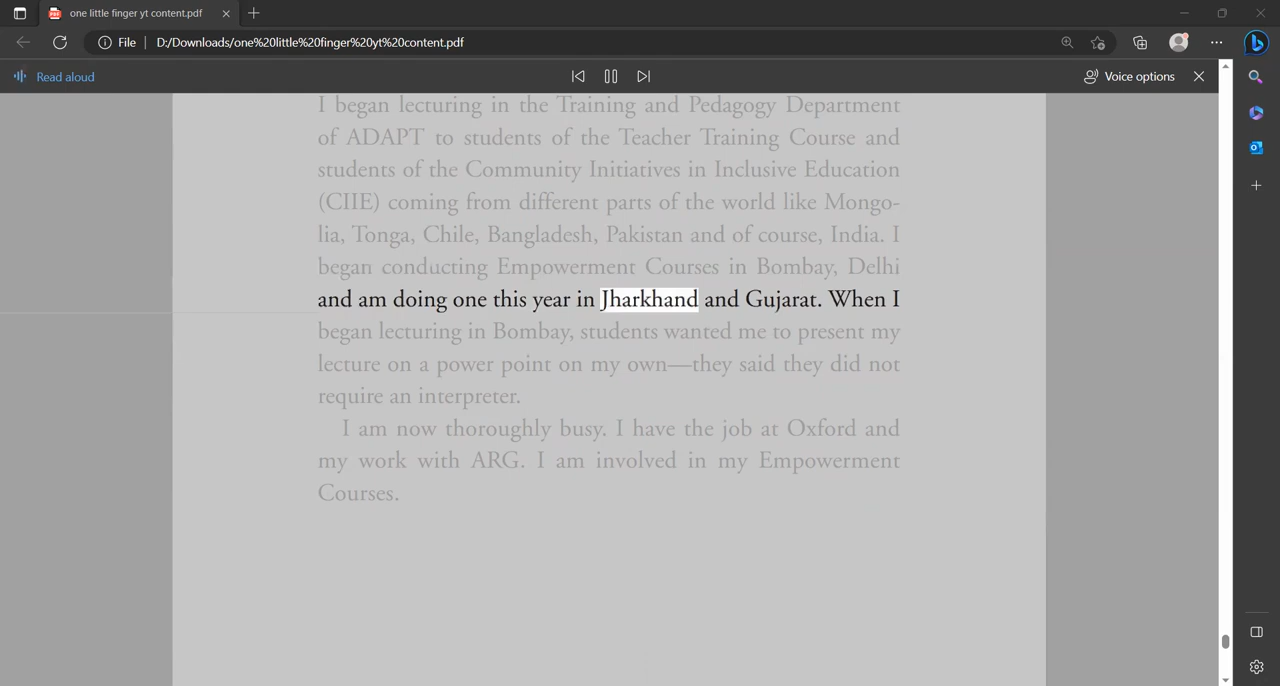 one little finger yt content.pdf
File
D:/Downloads/one%20little%20finger%20yt%20content.pdf
Read aloud
Voice options
I began lecturing in the Training and Pedagogy Department
of ADAPT to students of the Teacher Training Course and
students of the Community Initiatives in Inclusive Education
(CIIE) coming from different parts of the world like Mongo-
lia, Tonga, Chile, Bangladesh, Pakistan and of course, India. I
began conducting Empowerment Courses in Bombay, Delhi
and am doing one this year in Jharkhand and Gujarat. When I
began lecturing in Bombay, students wanted me to present my
lecture on a power point on my own—they said they did not
require an interpreter.
I am now thoroughly busy. I have the job at Oxford and
my work with ARG. I am involved in my Empowerment
Courses.